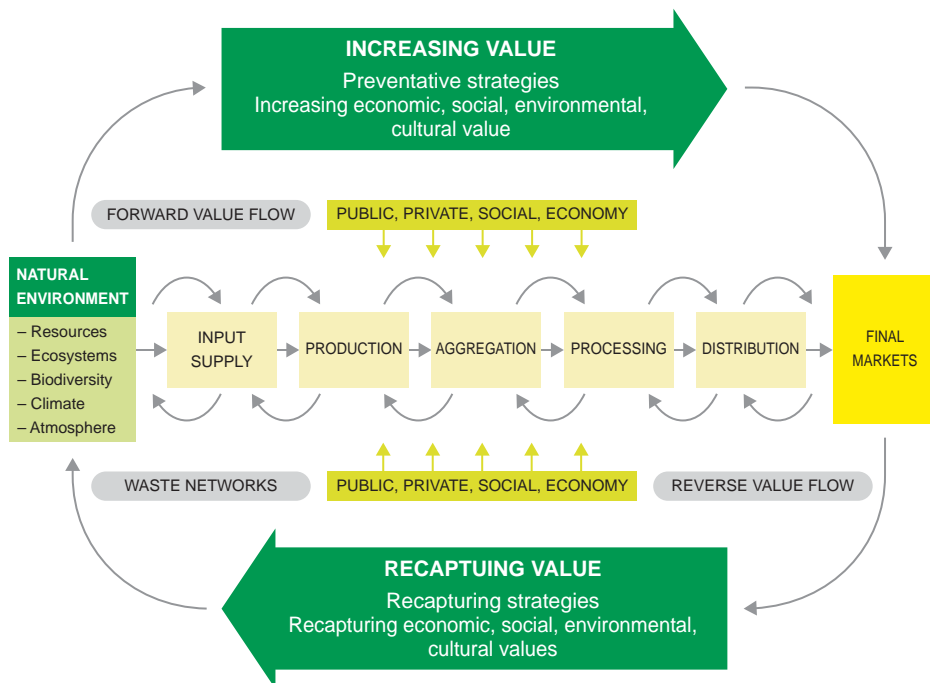 INCREASING VALUE
Preventative strategies
Increasing economic, social, environmental,
cultural value
FORWARD VALUE FLOW
PUBLIC, PRIVATE, SOCIAL, ECONOMY
NATURAL
ENVIRONMENT
– Resources
– Ecosystems
– Biodiversity
– Climate
– Atmosphere
INPUT
SUPPLY
PRODUCTION
AGGREGATION
PROCESSING
DISTRIBUTION
FINAL
MARKETS
WASTE NETWORKS
PUBLIC, PRIVATE, SOCIAL, ECONOMY
REVERSE VALUE FLOW
RECAPTUING VALUE
Recapturing strategies
Recapturing economic, social, environmental,
cultural values